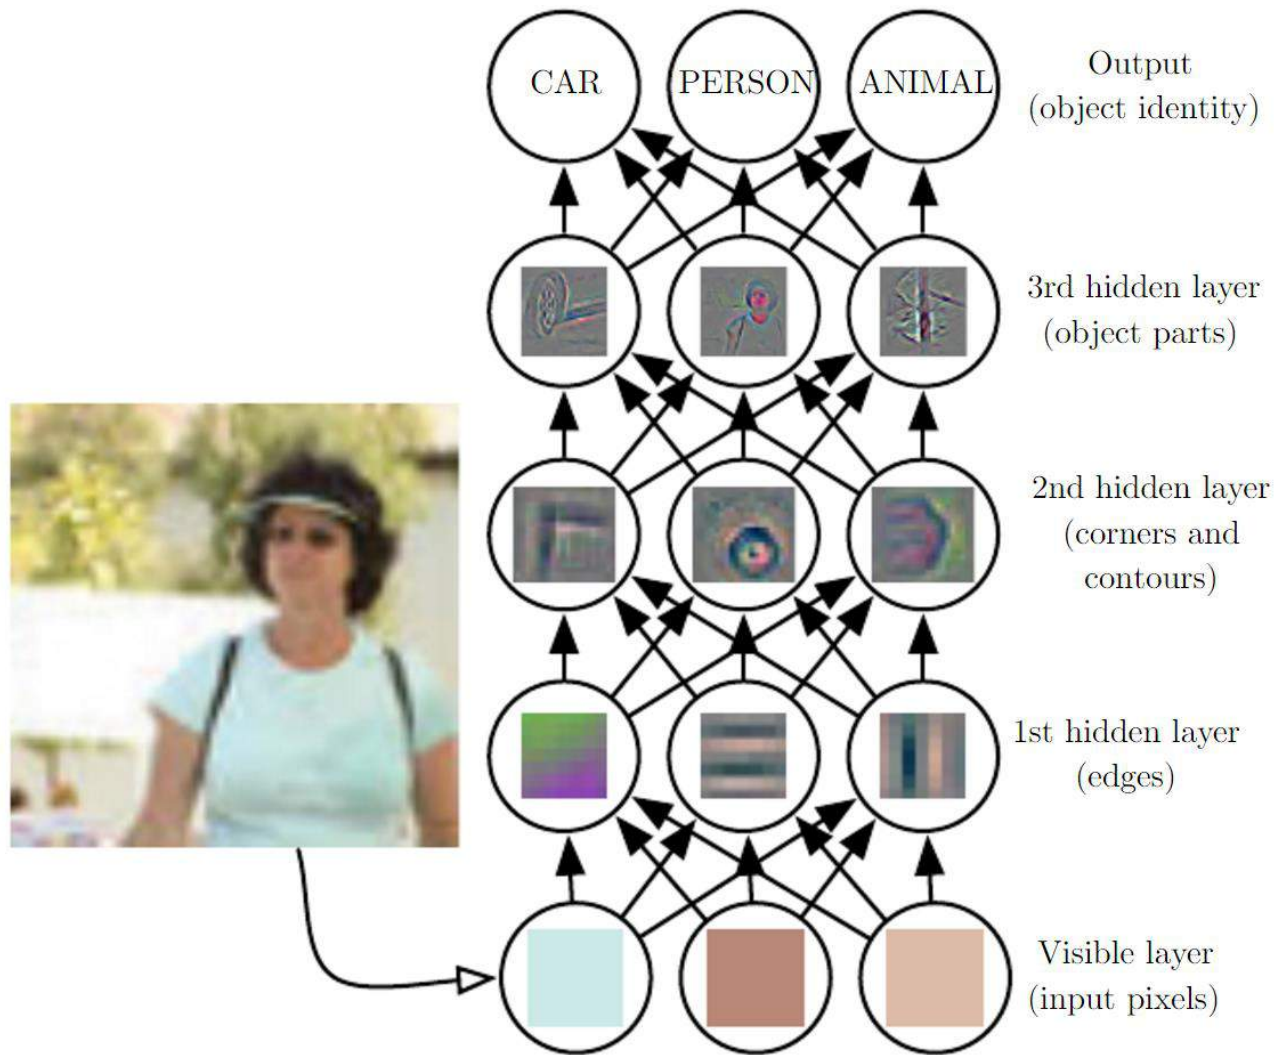 CAR
PERSON
ANIMAL
Output
(object identity)
3rd hidden layer
(object parts)
2nd hidden layer
(corners and
contours)
1st hidden layer
(edges)
Visible layer
(input pixels)